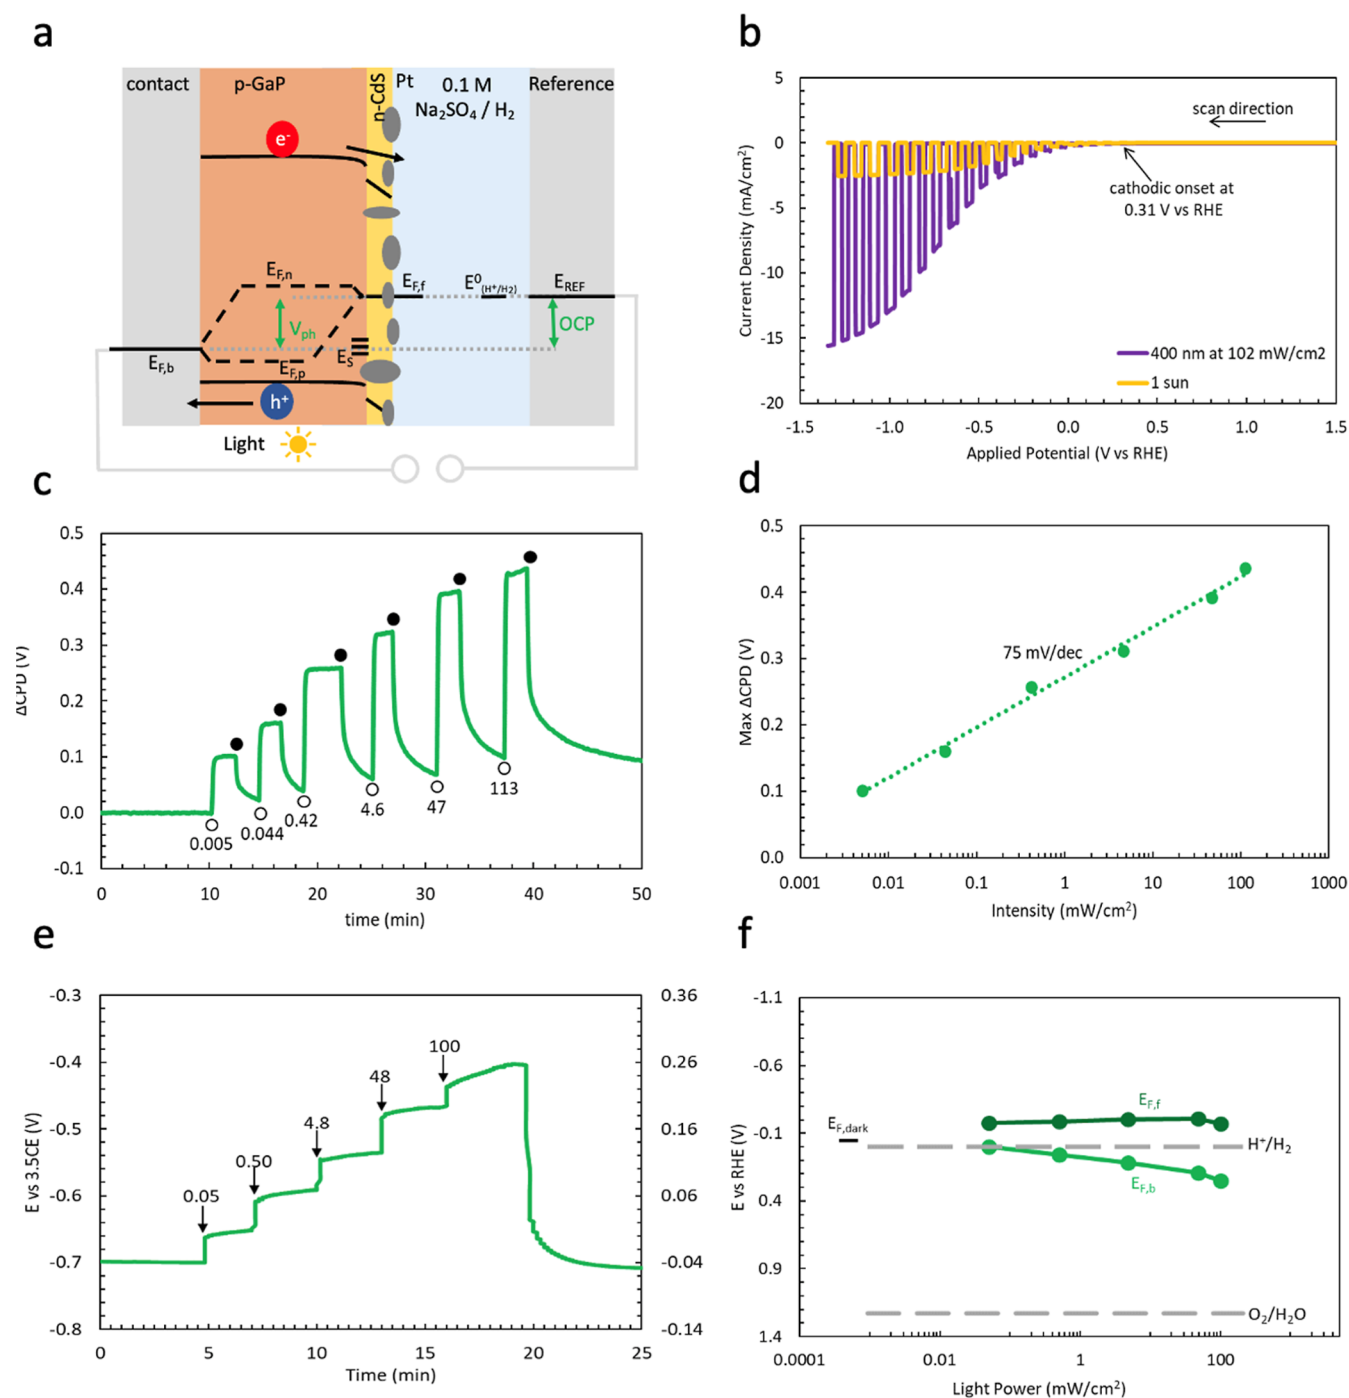 a
contact
p-GaP
n-CdS
Pt
0.1 M
Na₂SO₄ / H₂
Reference
e⁻
E_F,n
E_F,f
E⁰(H⁺/H2)
E_REF
V_ph
OCP
E_F,b
E_F,p
E_S
h⁺
Light
b
5
0
-5
-10
-15
-20
Current Density (mA/cm²)
scan direction
cathodic onset at
0.31 V vs RHE
400 nm at 102 mW/cm2
1 sun
-1.5
-1.0
-0.5
0.0
0.5
1.0
1.5
Applied Potential (V vs RHE)
c
0.5
0.4
0.3
0.2
0.1
0.0
-0.1
ΔCPD (V)
0.005
0.044
0.42
4.6
47
113
0
10
20
30
40
50
time (min)
d
0.5
0.4
0.3
0.2
0.1
0.0
Max ΔCPD (V)
75 mV/dec
0.001
0.01
0.1
1
10
100
1000
Intensity (mW/cm²)
e
-0.3
-0.4
-0.5
-0.6
-0.7
-0.8
E vs 3.5CE (V)
0.05
0.50
4.8
48
100
0.36
0.26
0.16
0.06
-0.04
-0.14
0
5
10
15
20
25
Time (min)
f
-1.1
-0.6
-0.1
0.4
0.9
1.4
E vs RHE (V)
E_F,dark
E_F,f
H⁺/H₂
E_F,b
O₂/H₂O
0.0001
0.01
1
100
Light Power (mW/cm²)